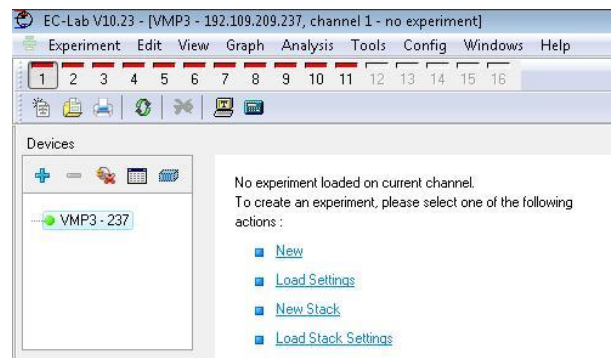 EC-Lab V10.23 - [VMP3 - 192.109.209.237, channel 1 - no experiment]
Experiment Edit View Graph Analysis Tools Config Windows Help
1 2 3 4 5 6 7 8 9 10 11 12 13 14 15 16
Devices
VMP3 - 237
No experiment loaded on current channel.
To create an experiment, please select one of the following
actions :
New
Load Settings
New Stack
Load Stack Settings